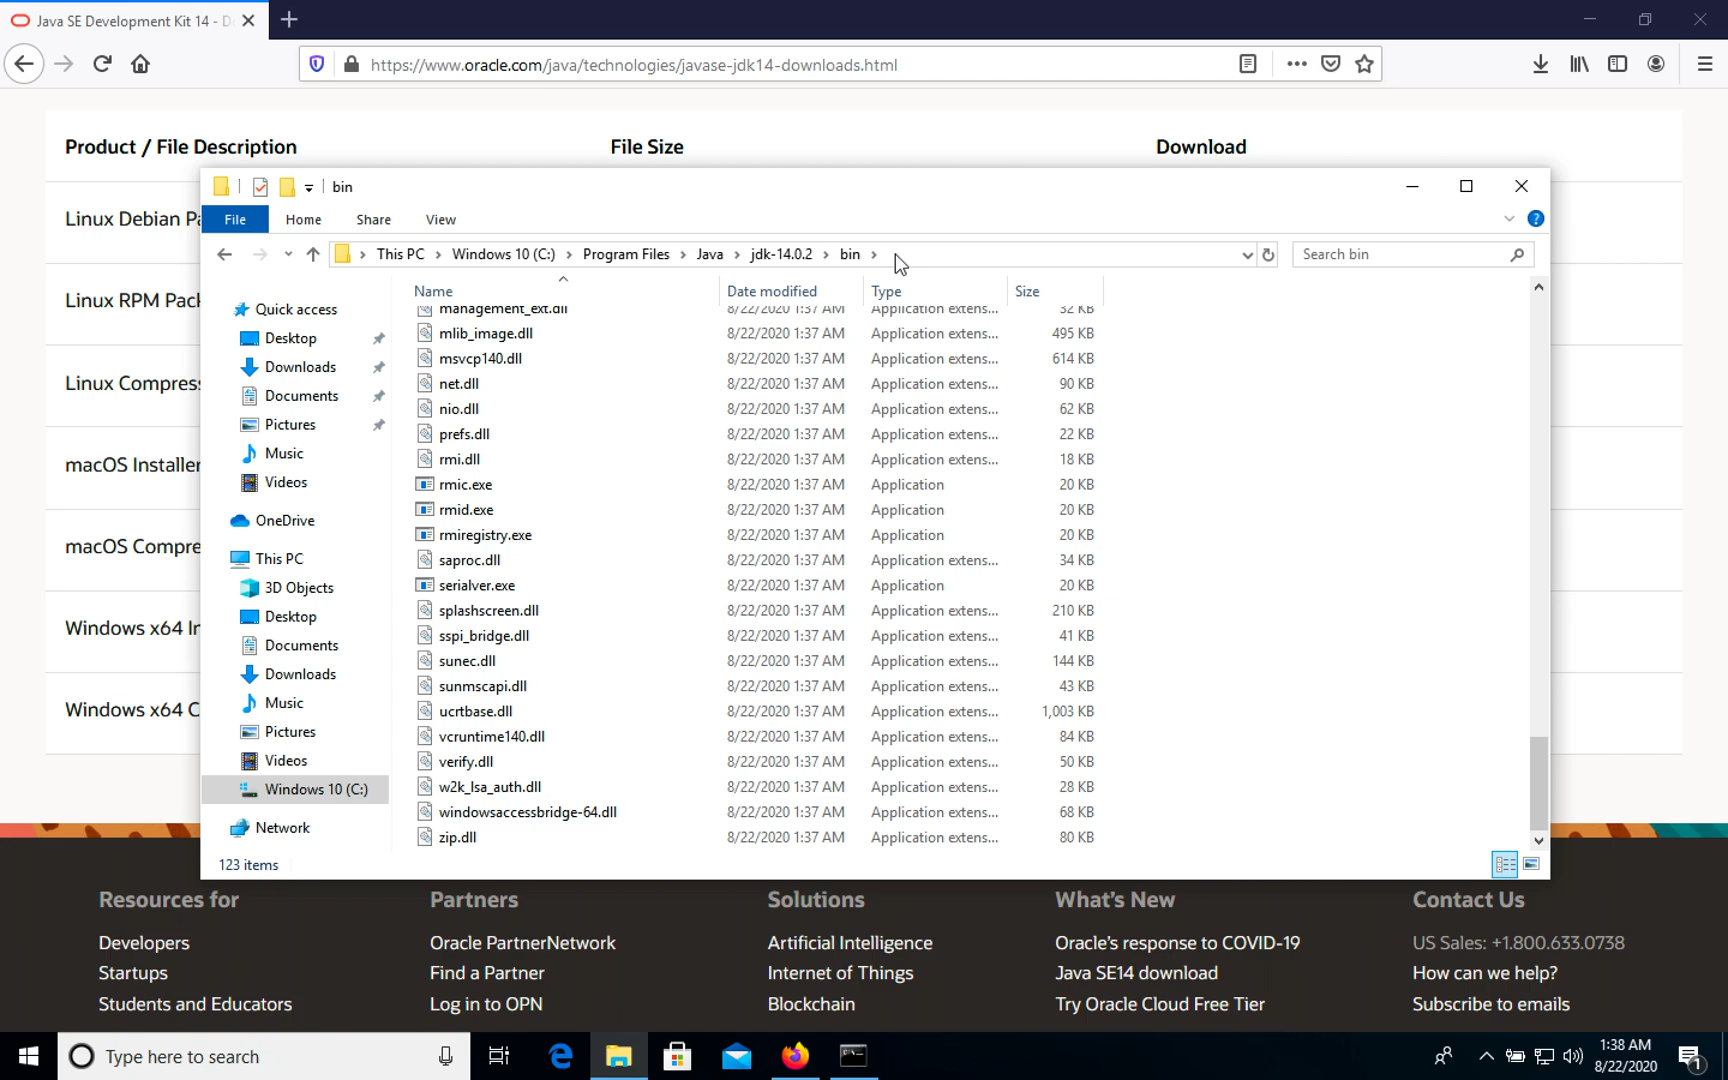 Java SE Development Kit 14 - D
https://www.oracle.com/java/technologies/javase-jdk14-downloads.html
Product / File Description File Size Download
Linux Debian Pa
Linux RPM Pack
Linux Compress
macOS Installer
macOS Compre
Windows x64 In
Windows x64 C
bin
File Home Share View
This PC Windows 10 (C:) Program Files Java jdk-14.0.2 bin
Search bin
Quick access
Desktop
Downloads
Documents
Pictures
Music
Videos
OneDrive
This PC
3D Objects
Desktop
Documents
Downloads
Music
Pictures
Videos
Windows 10 (C:)
Network
Name Date modified Type Size
management_ext.dll 8/22/2020 1:37 AM Application extens... 32 KB
mlib_image.dll 8/22/2020 1:37 AM Application extens... 495 KB
msvcp140.dll 8/22/2020 1:37 AM Application extens... 614 KB
net.dll 8/22/2020 1:37 AM Application extens... 90 KB
nio.dll 8/22/2020 1:37 AM Application extens... 62 KB
prefs.dll 8/22/2020 1:37 AM Application extens... 22 KB
rmi.dll 8/22/2020 1:37 AM Application extens... 18 KB
rmic.exe 8/22/2020 1:37 AM Application 20 KB
rmid.exe 8/22/2020 1:37 AM Application 20 KB
rmiregistry.exe 8/22/2020 1:37 AM Application 20 KB
saproc.dll 8/22/2020 1:37 AM Application extens... 34 KB
serialver.exe 8/22/2020 1:37 AM Application 20 KB
splashscreen.dll 8/22/2020 1:37 AM Application extens... 210 KB
sspi_bridge.dll 8/22/2020 1:37 AM Application extens... 41 KB
sunec.dll 8/22/2020 1:37 AM Application extens... 144 KB
sunmscapi.dll 8/22/2020 1:37 AM Application extens... 43 KB
ucrtbase.dll 8/22/2020 1:37 AM Application extens... 1,003 KB
vcruntime140.dll 8/22/2020 1:37 AM Application extens... 84 KB
verify.dll 8/22/2020 1:37 AM Application extens... 50 KB
w2k_lsa_auth.dll 8/22/2020 1:37 AM Application extens... 28 KB
windowsaccessbridge-64.dll 8/22/2020 1:37 AM Application extens... 68 KB
zip.dll 8/22/2020 1:37 AM Application extens... 80 KB
123 items
Resources for
Developers
Startups
Students and Educators
Partners
Oracle PartnerNetwork
Find a Partner
Log in to OPN
Solutions
Artificial Intelligence
Internet of Things
Blockchain
What's New
Oracle's response to COVID-19
Java SE14 download
Try Oracle Cloud Free Tier
Contact Us
US Sales: +1.800.633.0738
How can we help?
Subscribe to emails
Type here to search
1:38 AM
8/22/2020
1